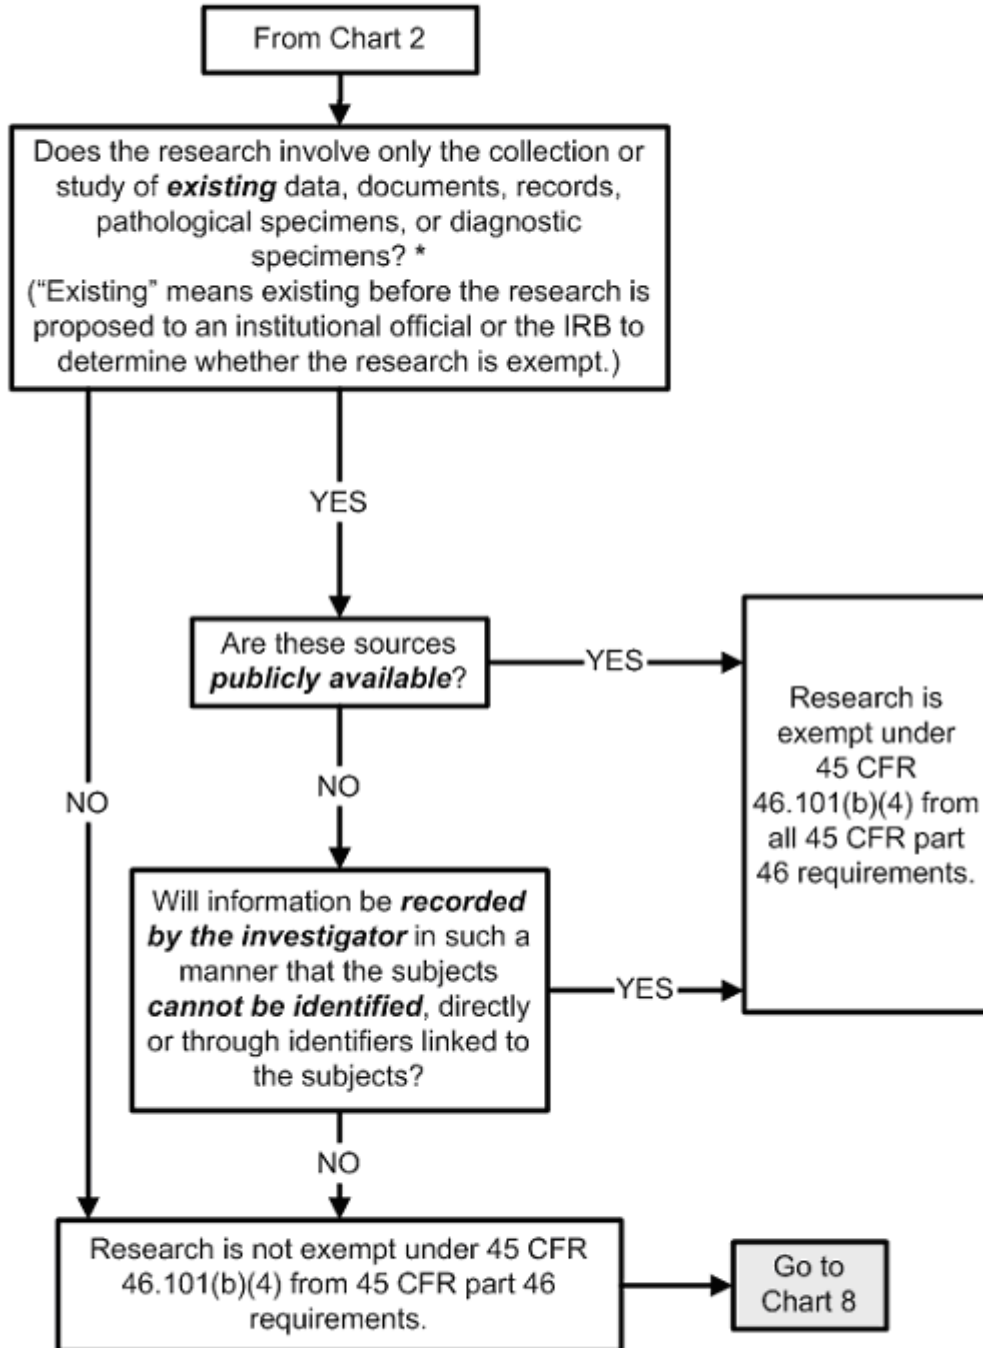 From Chart 2
Does the research involve only the collection or
study of existing data, documents, records,
pathological specimens, or diagnostic
specimens? *
(“Existing” means existing before the research is
proposed to an institutional official or the IRB to
determine whether the research is exempt.)
YES
Are these sources
publicly available?
YES
Research is
exempt under
45 CFR
46.101(b)(4) from
all 45 CFR part
46 requirements.
NO
NO
Will information be recorded
by the investigator in such a
manner that the subjects
cannot be identified, directly
or through identifiers linked to
the subjects?
YES
NO
Research is not exempt under 45 CFR
46.101(b)(4) from 45 CFR part 46
requirements.
Go to
Chart 8